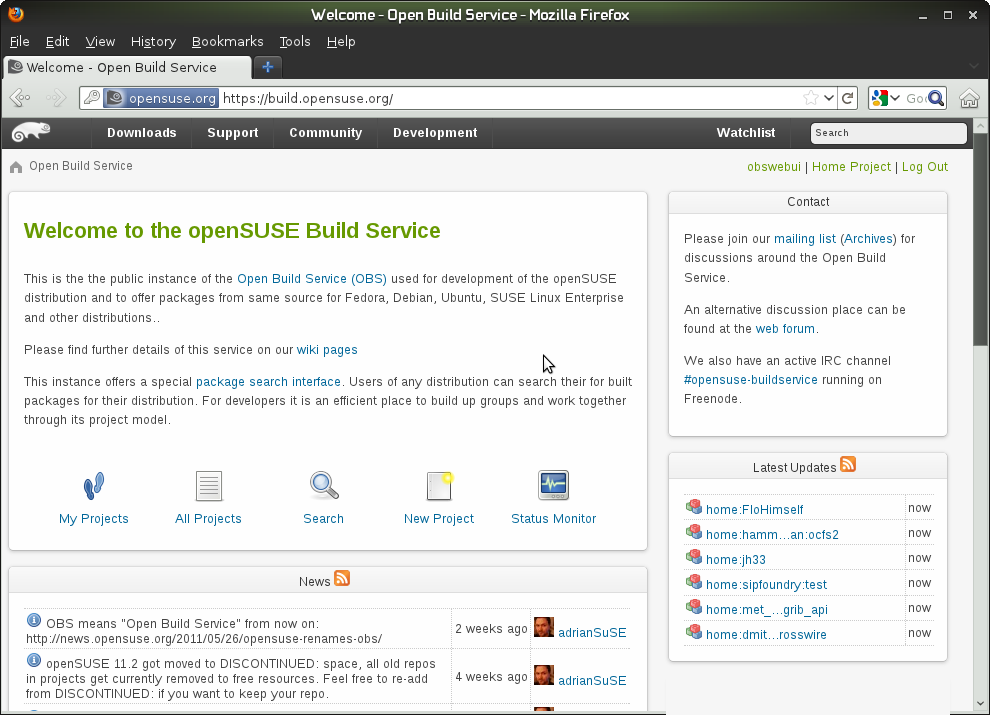 Welcome - Open Build Service - Mozilla Firefox
File Edit View History Bookmarks Tools Help
Welcome - Open Build Service
opensuse.org https://build.opensuse.org/ Goo
Downloads Support Community Development Watchlist Search
Open Build Service
obswebui | Home Project | Log Out
Welcome to the openSUSE Build Service
This is the the public instance of the Open Build Service (OBS) used for development of the openSUSE
distribution and to offer packages from same source for Fedora, Debian, Ubuntu, SUSE Linux Enterprise
and other distributions..
Please find further details of this service on our wiki pages
This instance offers a special package search interface. Users of any distribution can search their for built
packages for their distribution. For developers it is an efficient place to build up groups and work together
through its project model.
My Projects All Projects Search New Project Status Monitor
News
OBS means "Open Build Service" from now on:
http://news.opensuse.org/2011/05/26/opensuse-renames-obs/
2 weeks ago adrianSuSE
openSUSE 11.2 got moved to DISCONTINUED: space, all old repos
in projects get currently removed to free resources. Feel free to re-add
from DISCONTINUED: if you want to keep your repo.
4 weeks ago adrianSuSE
Contact
Please join our mailing list (Archives) for
discussions around the Open Build
Service.
An alternative discussion place can be
found at the web forum.
We also have an active IRC channel
#opensuse-buildservice running on
Freenode.
Latest Updates
home:FloHimself now
home:hamm...an:ocfs2 now
home:jh33 now
home:sipfoundry:test now
home:met_...grib_api now
home:dmit...rosswire now